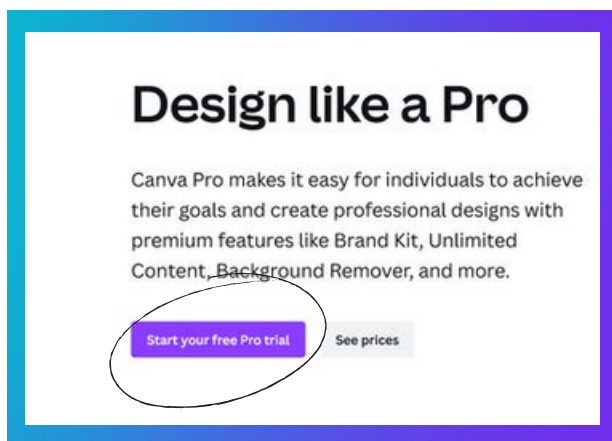 Design like a Pro
Canva Pro makes it easy for individuals to achieve
their goals and create professional designs with
premium features like Brand Kit, Unlimited
Content, Background Remover, and more.
Start your free Pro trial
See prices